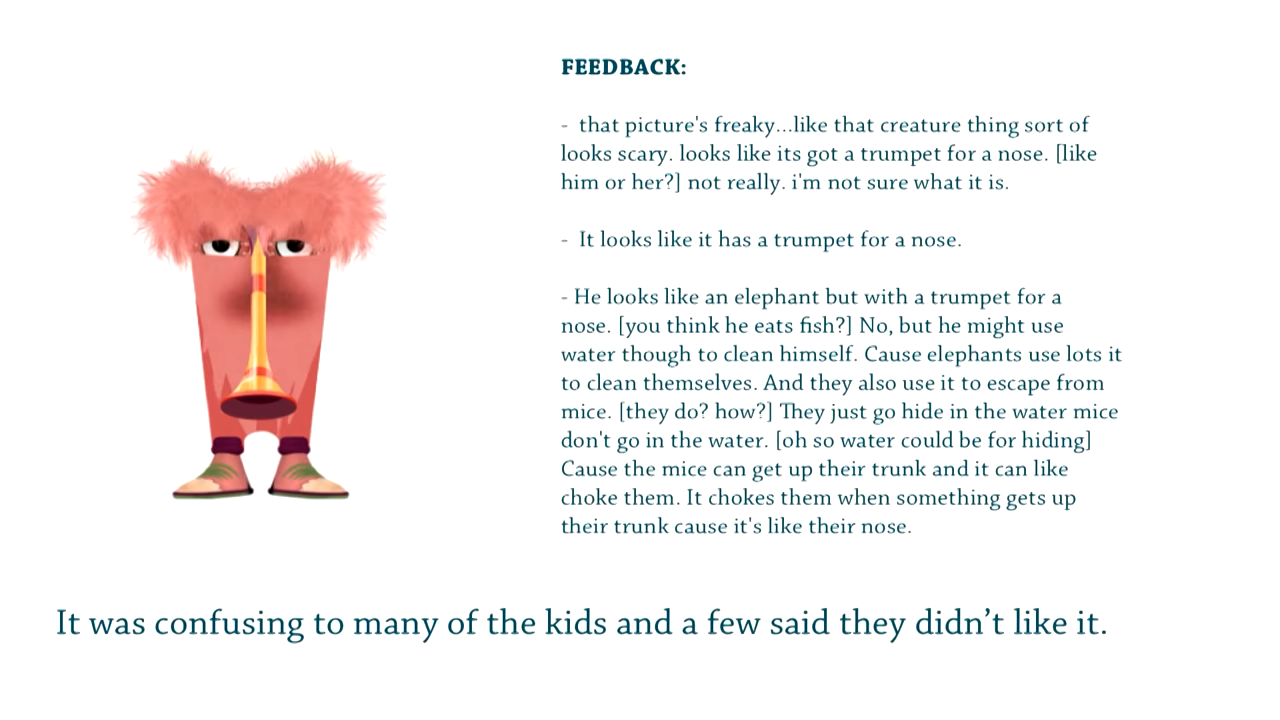 FEEDBACK:
- that picture's freaky...like that creature thing sort of
looks scary. looks like its got a trumpet for a nose. [like
him or her?] not really. i'm not sure what it is.
- It looks like it has a trumpet for a nose.
- He looks like an elephant but with a trumpet for a
nose. [you think he eats fish?] No, but he might use
water though to clean himself. Cause elephants use lots it
to clean themselves. And they also use it to escape from
mice. [they do? how?] They just go hide in the water mice
don't go in the water. [oh so water could be for hiding]
Cause the mice can get up their trunk and it can like
choke them. It chokes them when something gets up
their trunk cause it's like their nose.
It was confusing to many of the kids and a few said they didn’t like it.